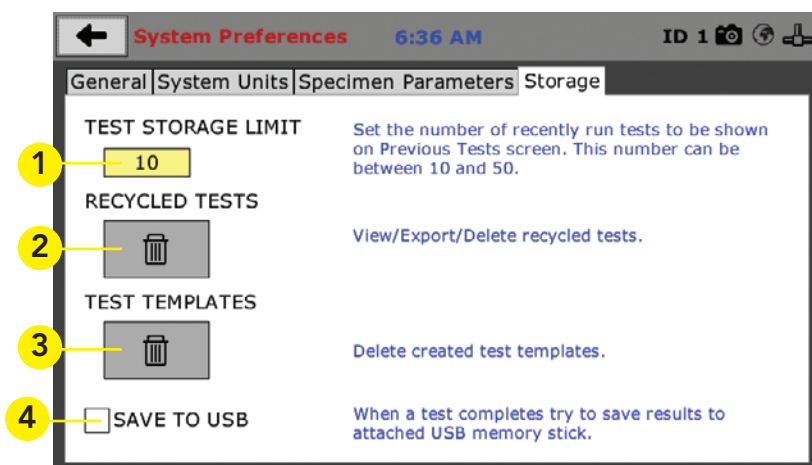 System Preferences 6:36 AM ID 1
General System Units Specimen Parameters Storage
TEST STORAGE LIMIT
Set the number of recently run tests to be shown
on Previous Tests screen. This number can be
between 10 and 50.
1
10
RECYCLED TESTS
2
View/Export/Delete recycled tests.
TEST TEMPLATES
3
Delete created test templates.
4
SAVE TO USB
When a test completes try to save results to
attached USB memory stick.